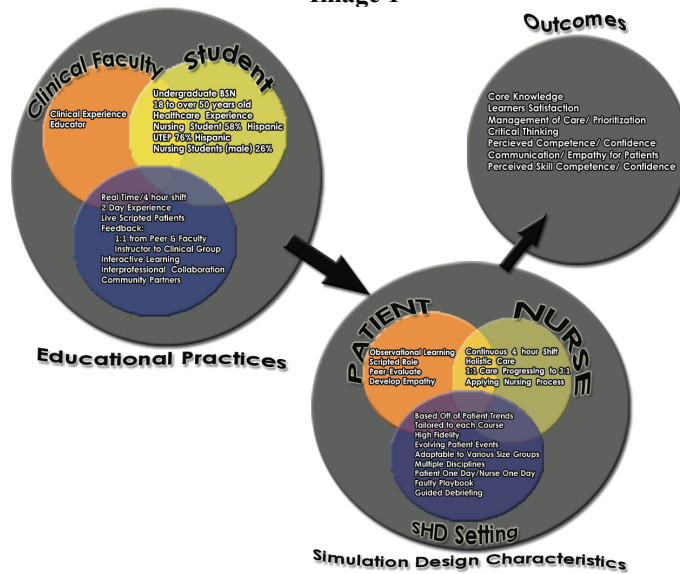 Image 1
Clinical Faculty
Clinical Experience
Educator
Student
Undergraduate BSN
18 to over 50 years old
Healthcare Experience
Nursing Student 58% Hispanic
UTEP 76% Hispanic
Nursing Students (male) 26%
Real Time/4 hour shift
2 Day Experience
Live Scripted Patients
Feedback:
1:1 from Peer & Faculty
Instructor to Clinical Group
Interactive Learning
Interprofessional Collaboration
Community Partners
Educational Practices
Outcomes
Core Knowledge
Learners Satisfaction
Management of Care/ Prioritization
Critical Thinking
Percieved Competence/ Confidence
Communication/ Empathy for Patients
Perceived Skill Competence/ Confidence
PATIENT
Observational Learning
Scripted Role
Peer-Evaluate
Develop Empathy
NURSE
Continuous 4 hour Shift
Holistic Care
1:1 Care Progressing to 3:1
Applying Nursing Process
Based Off of Patient Trends
Tailored to each Course
High Fidelity
Evolving Patient Events
Adaptable to Various Size Groups
Multiple Disciplines
Patient One Day/Nurse One Day
Faulty Playbook
Guided Debriefing
sHD Setting
Simulation Design Characteristics